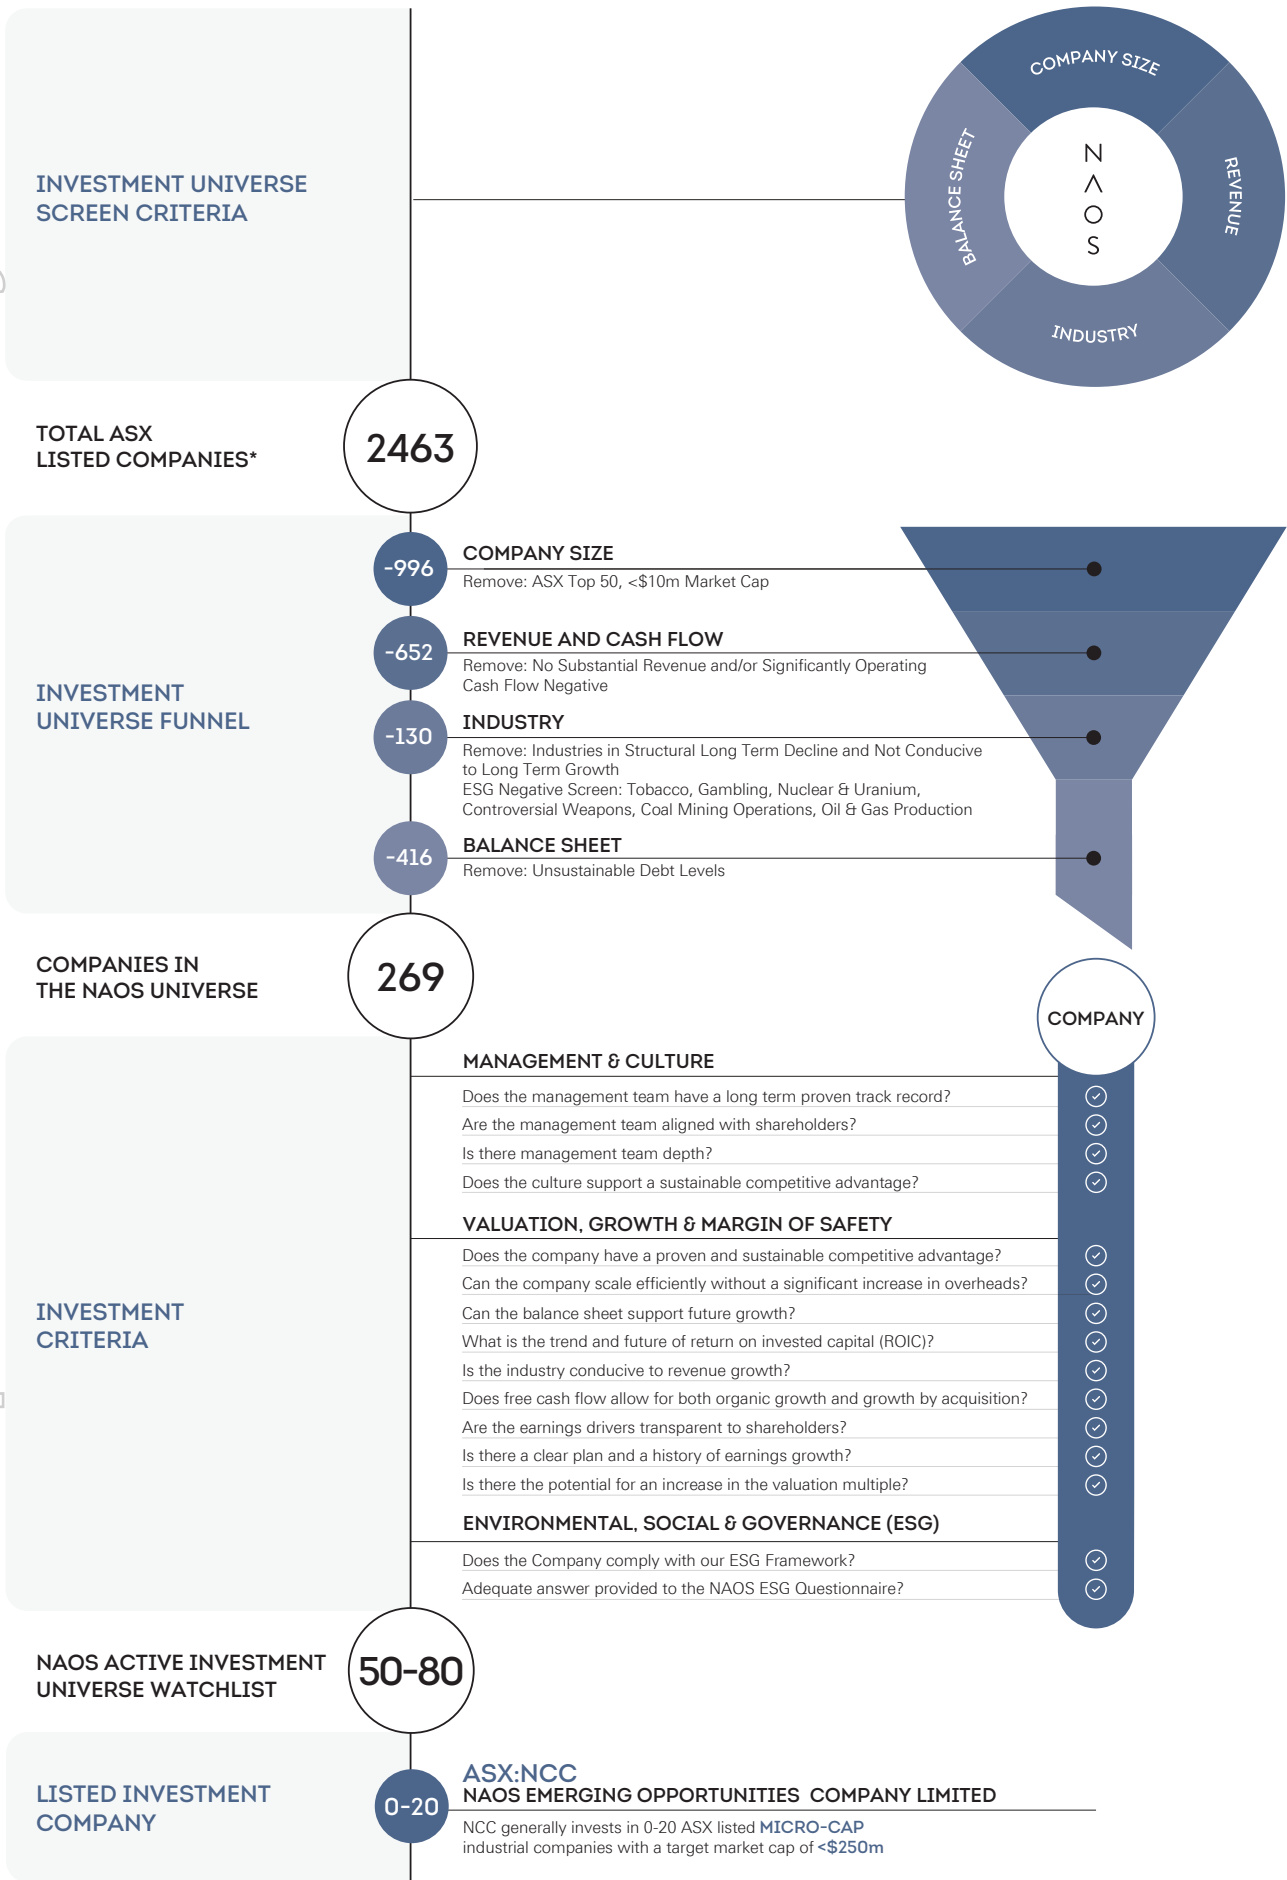 COMPANY SIZE
REVENUE
INDUSTRY
BALANCE SHEET
N
Λ
O
S
INVESTMENT UNIVERSE
SCREEN CRITERIA
TOTAL ASX
LISTED COMPANIES*
2463
INVESTMENT
UNIVERSE FUNNEL
-996
COMPANY SIZE
Remove: ASX Top 50, <$10m Market Cap
-652
REVENUE AND CASH FLOW
Remove: No Substantial Revenue and/or Significantly Operating
Cash Flow Negative
-130
INDUSTRY
Remove: Industries in Structural Long Term Decline and Not Conducive
to Long Term Growth
ESG Negative Screen: Tobacco, Gambling, Nuclear & Uranium,
Controversial Weapons, Coal Mining Operations, Oil & Gas Production
-416
BALANCE SHEET
Remove: Unsustainable Debt Levels
COMPANIES IN
THE NAOS UNIVERSE
269
COMPANY
INVESTMENT
CRITERIA
MANAGEMENT & CULTURE
Does the management team have a long term proven track record?
Are the management team aligned with shareholders?
Is there management team depth?
Does the culture support a sustainable competitive advantage?
VALUATION, GROWTH & MARGIN OF SAFETY
Does the company have a proven and sustainable competitive advantage?
Can the company scale efficiently without a significant increase in overheads?
Can the balance sheet support future growth?
What is the trend and future of return on invested capital (ROIC)?
Is the industry conducive to revenue growth?
Does free cash flow allow for both organic growth and growth by acquisition?
Are the earnings drivers transparent to shareholders?
Is there a clear plan and a history of earnings growth?
Is there the potential for an increase in the valuation multiple?
ENVIRONMENTAL, SOCIAL & GOVERNANCE (ESG)
Does the Company comply with our ESG Framework?
Adequate answer provided to the NAOS ESG Questionnaire?
NAOS ACTIVE INVESTMENT
UNIVERSE WATCHLIST
50-80
LISTED INVESTMENT
COMPANY
0-20
ASX:NCC
NAOS EMERGING OPPORTUNITIES COMPANY LIMITED
NCC generally invests in 0-20 ASX listed MICRO-CAP
industrial companies with a target market cap of <$250m